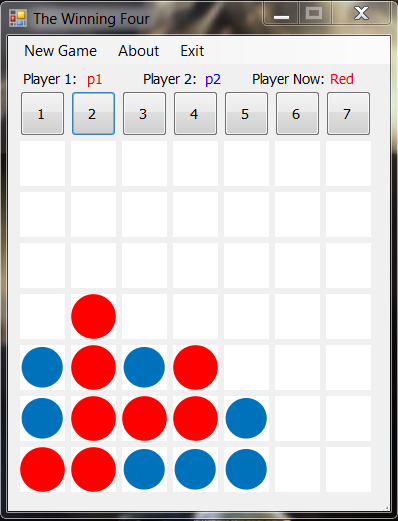 The Winning Four
New Game About Exit
Player 1: p1 Player 2: p2 Player Now: Red
1 2 3 4 5 6 7